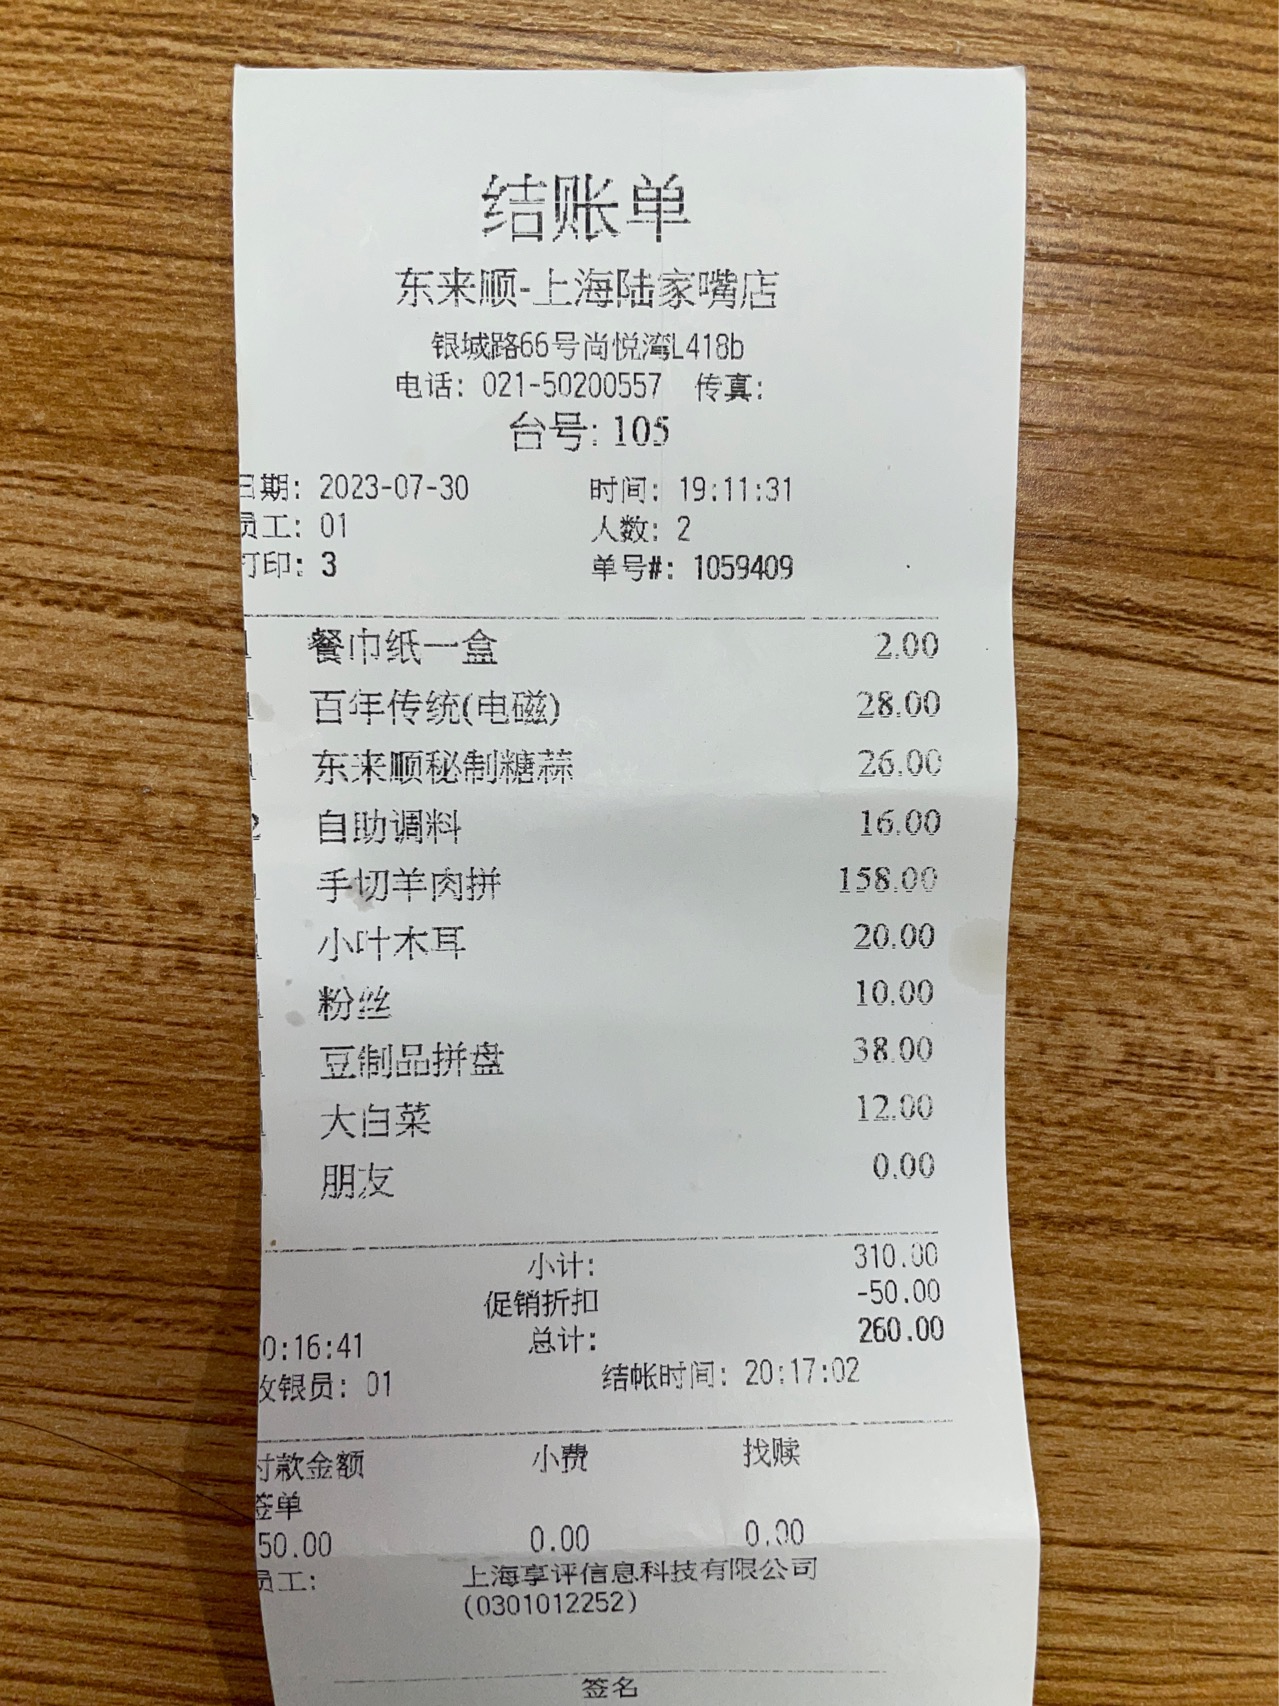 结账单
东来顺-上海陆家嘴店
银城路66号尚悦湾L418b
电话: 021-50200557 传真:
台号: 105
日期: 2023-07-30 时间: 19:11:31
员工: 01 人数: 2
打印: 3 单号#: 1059409
1 餐巾纸一盒 2.00
1 百年传统(电磁) 28.00
1 东来顺秘制糖蒜 26.00
2 自助调料 16.00
1 手切羊肉拼 158.00
1 小叶木耳 20.00
1 粉丝 10.00
1 豆制品拼盘 38.00
1 大白菜 12.00
朋友 0.00
小计: 310.00
促销折扣 -50.00
0:16:41 总计: 260.00
收银员: 01 结帐时间: 20:17:02
付款金额 小费 找赎
签单
50.00 0.00 0.00
员工: 上海享评信息科技有限公司
(0301012252)
签名